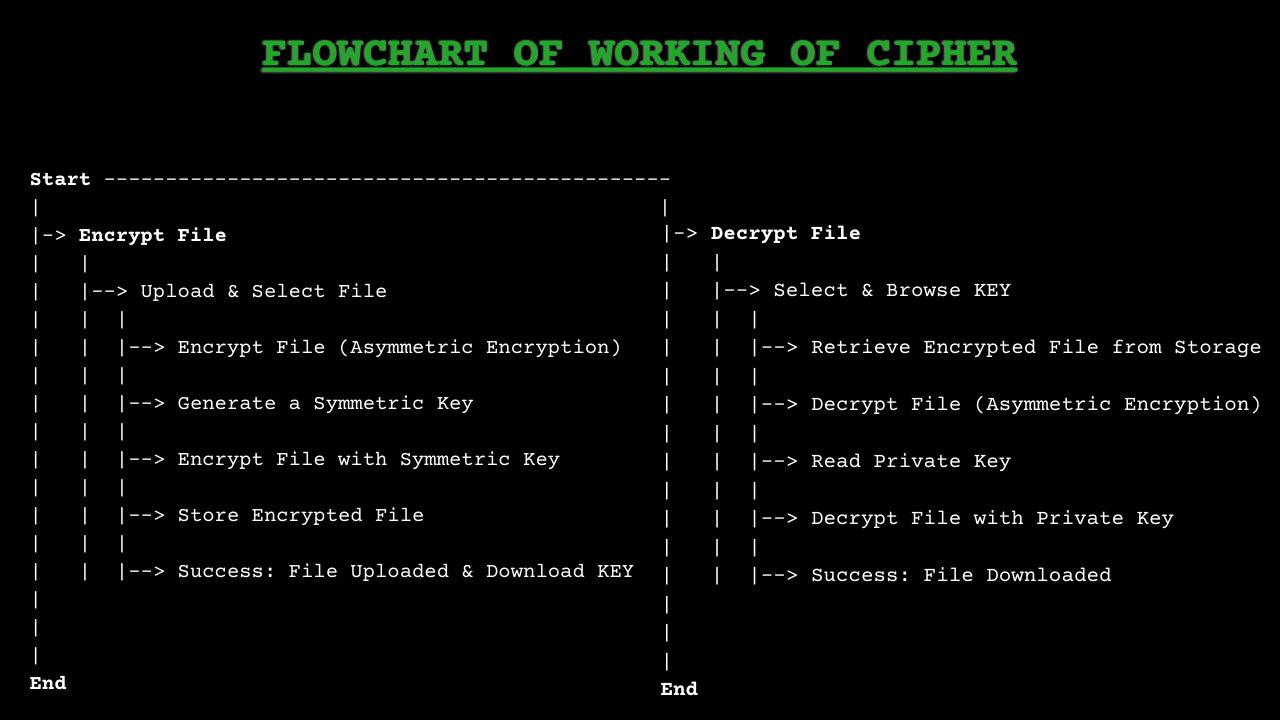 FLOWCHART OF WORKING OF CIPHER
Start ----------------------------------------------
| |
|-> Encrypt File |-> Decrypt File
| | | |
| |--> Upload & Select File | |--> Select & Browse KEY
| | | | | |
| | |--> Encrypt File (Asymmetric Encryption) | | |--> Retrieve Encrypted File from Storage
| | | | | |
| | |--> Generate a Symmetric Key | | |--> Decrypt File (Asymmetric Encryption)
| | | | | |
| | |--> Encrypt File with Symmetric Key | | |--> Read Private Key
| | | | | |
| | |--> Store Encrypted File | | |--> Decrypt File with Private Key
| | | | | |
| | |--> Success: File Uploaded & Download KEY | | |--> Success: File Downloaded
| |
| |
| |
End End